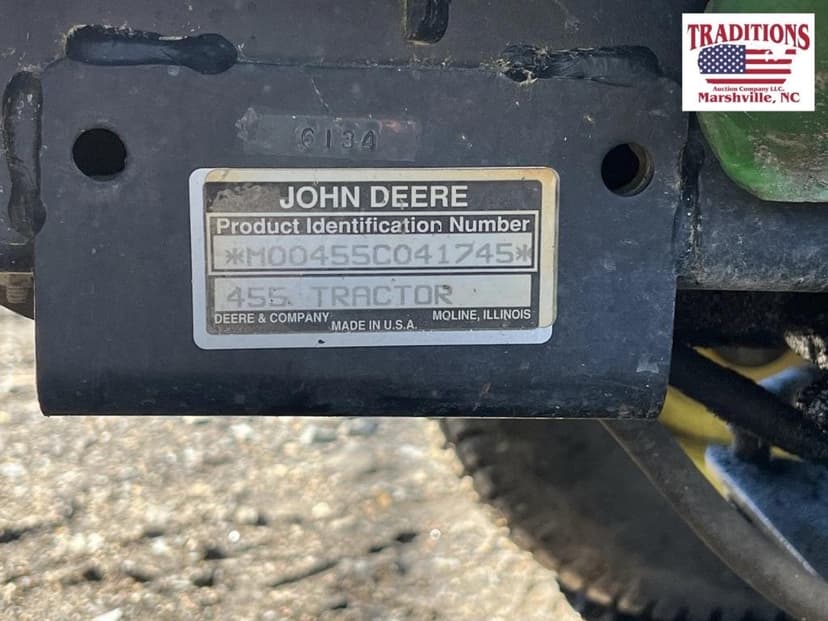 TRADITIONS
Auction Company LLC.
Marshville, NC
6134
JOHN DEERE
Product Identification Number
*M00455C041745*
455 TRACTOR
DEERE & COMPANY MOLINE, ILLINOIS
MADE IN U.S.A.